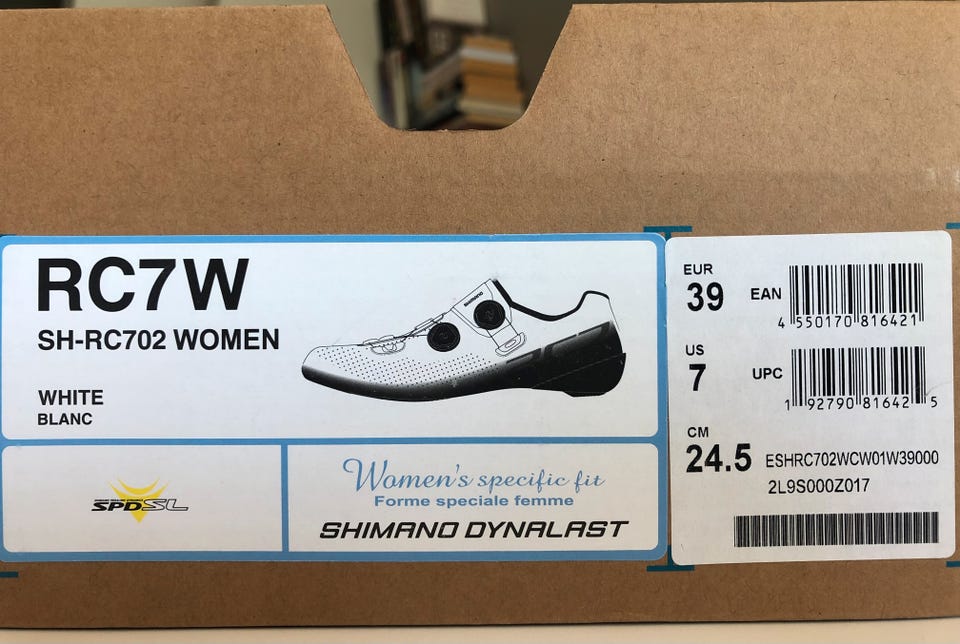 RC7W
SH-RC702 WOMEN
WHITE
BLANC
SHIMANO
SPD-SL
Women's specific fit
Forme speciale femme
SHIMANO DYNALAST
EUR
39
EAN
4 550170 816421
US
7
UPC
1 92790 81642 5
CM
24.5
ESHRC702WCW01W39000
2L9S000Z017